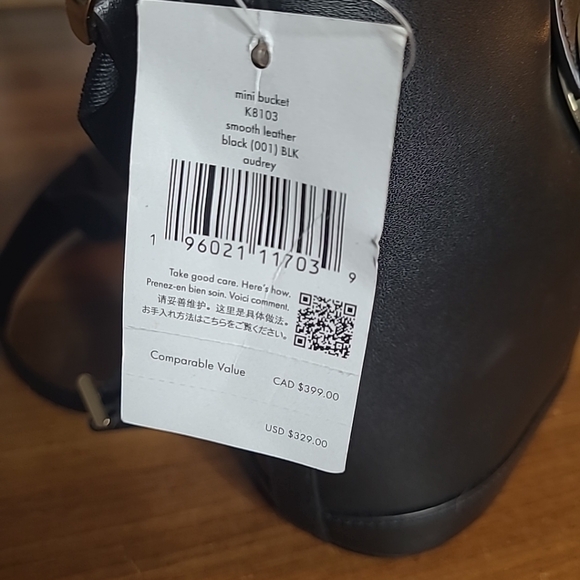 mini bucket
K8103
smooth leather
black (001) BLK
audrey
1 96021 11703 9
Take good care. Here's how.
Prenez-en bien soin. Voici comment.
请妥善维护。这里是具体做法。
お手入れ方法はこちらをご覧ください。
Comparable Value
CAD $399.00
USD $329.00